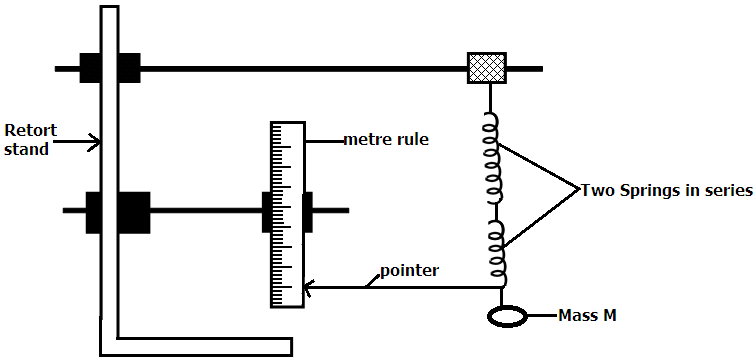 Retort
stand
metre rule
Two Springs in series
pointer
Mass M